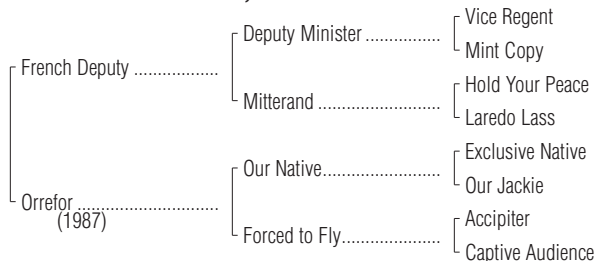 Vice Regent
Deputy Minister ..................
Mint Copy
French Deputy ....................
Hold Your Peace
Mitterand ..............................
Laredo Lass
Exclusive Native
Our Native.............................
Our Jackie
Orrefor ..................................
(1987)
Accipiter
Forced to Fly........................
Captive Audience